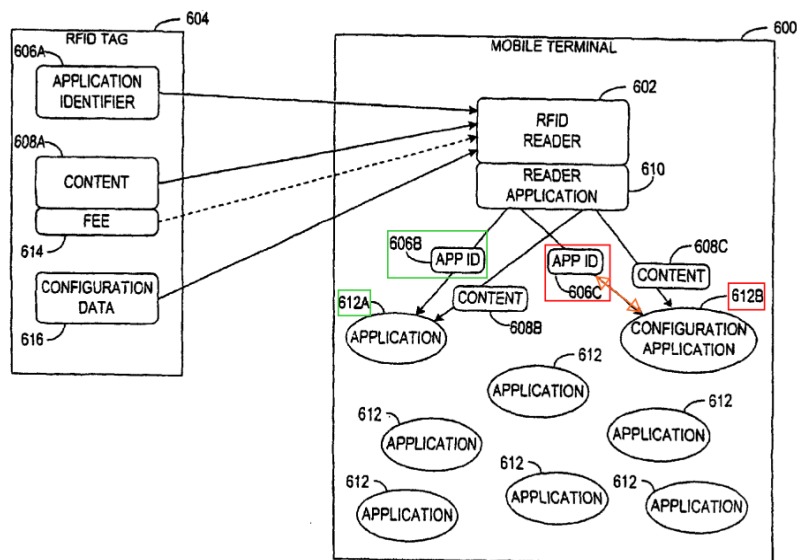 604
RFID TAG
606A
APPLICATION
IDENTIFIER
608A
CONTENT
FEE
614
CONFIGURATION
DATA
616
600
MOBILE TERMINAL
602
RFID
READER
READER
APPLICATION
610
606B
APP ID
APP ID
606C
608C
CONTENT
612A
APPLICATION
CONTENT
608B
612B
CONFIGURATION
APPLICATION
612
APPLICATION
612
APPLICATION
612
APPLICATION
612
APPLICATION
612
APPLICATION
612
APPLICATION